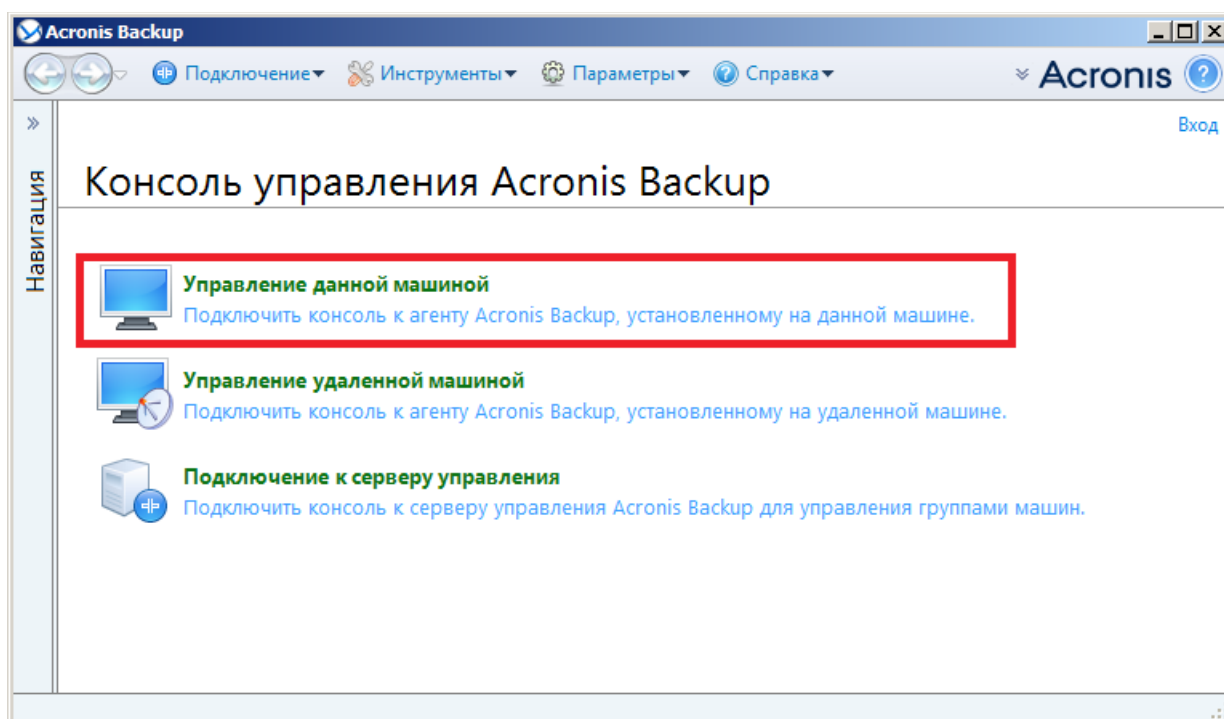 Acronis Backup
Подключение Инструменты Параметры Справка Acronis ?
Вход
Навигация
Консоль управления Acronis Backup
Управление данной машиной
Подключить консоль к агенту Acronis Backup, установленному на данной машине.
Управление удаленной машиной
Подключить консоль к агенту Acronis Backup, установленному на удаленной машине.
Подключение к серверу управления
Подключить консоль к серверу управления Acronis Backup для управления группами машин.